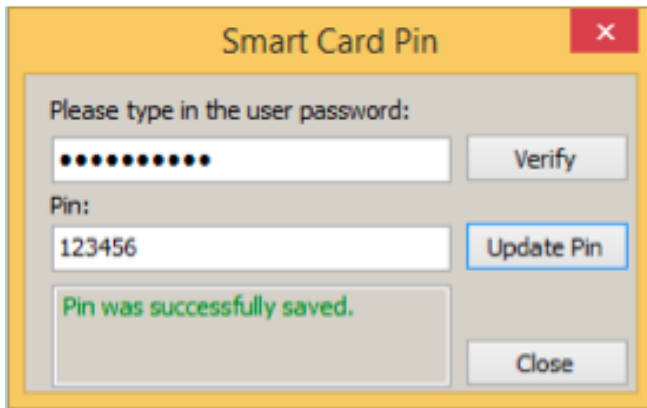 Smart Card Pin
Please type in the user password:
••••••••••
Verify
Pin:
123456
Update Pin
Pin was successfully saved.
Close